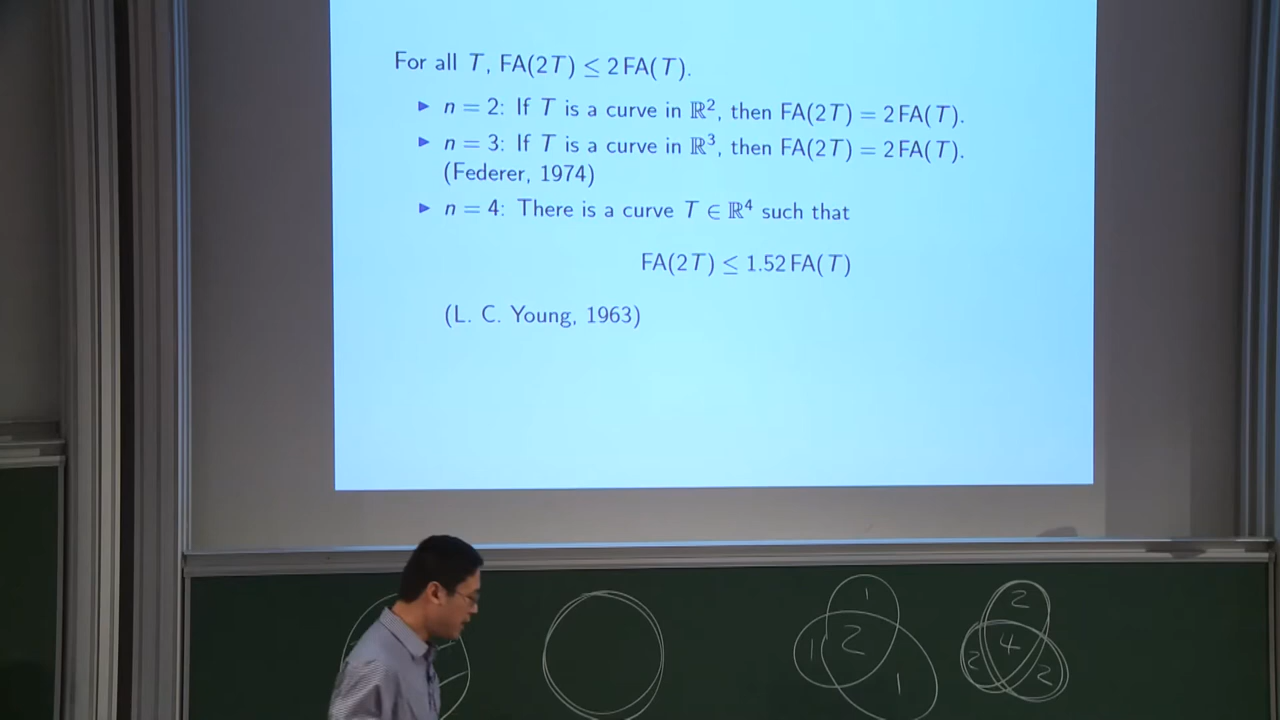 For all T, FA(2T) ≤ 2 FA(T).
▶ n = 2: If T is a curve in ℝ², then FA(2T) = 2 FA(T).
▶ n = 3: If T is a curve in ℝ³, then FA(2T) = 2 FA(T).
(Federer, 1974)
▶ n = 4: There is a curve T ∈ ℝ⁴ such that
FA(2T) ≤ 1.52 FA(T)
(L. C. Young, 1963)
1
1 2
1
2
4
2 2